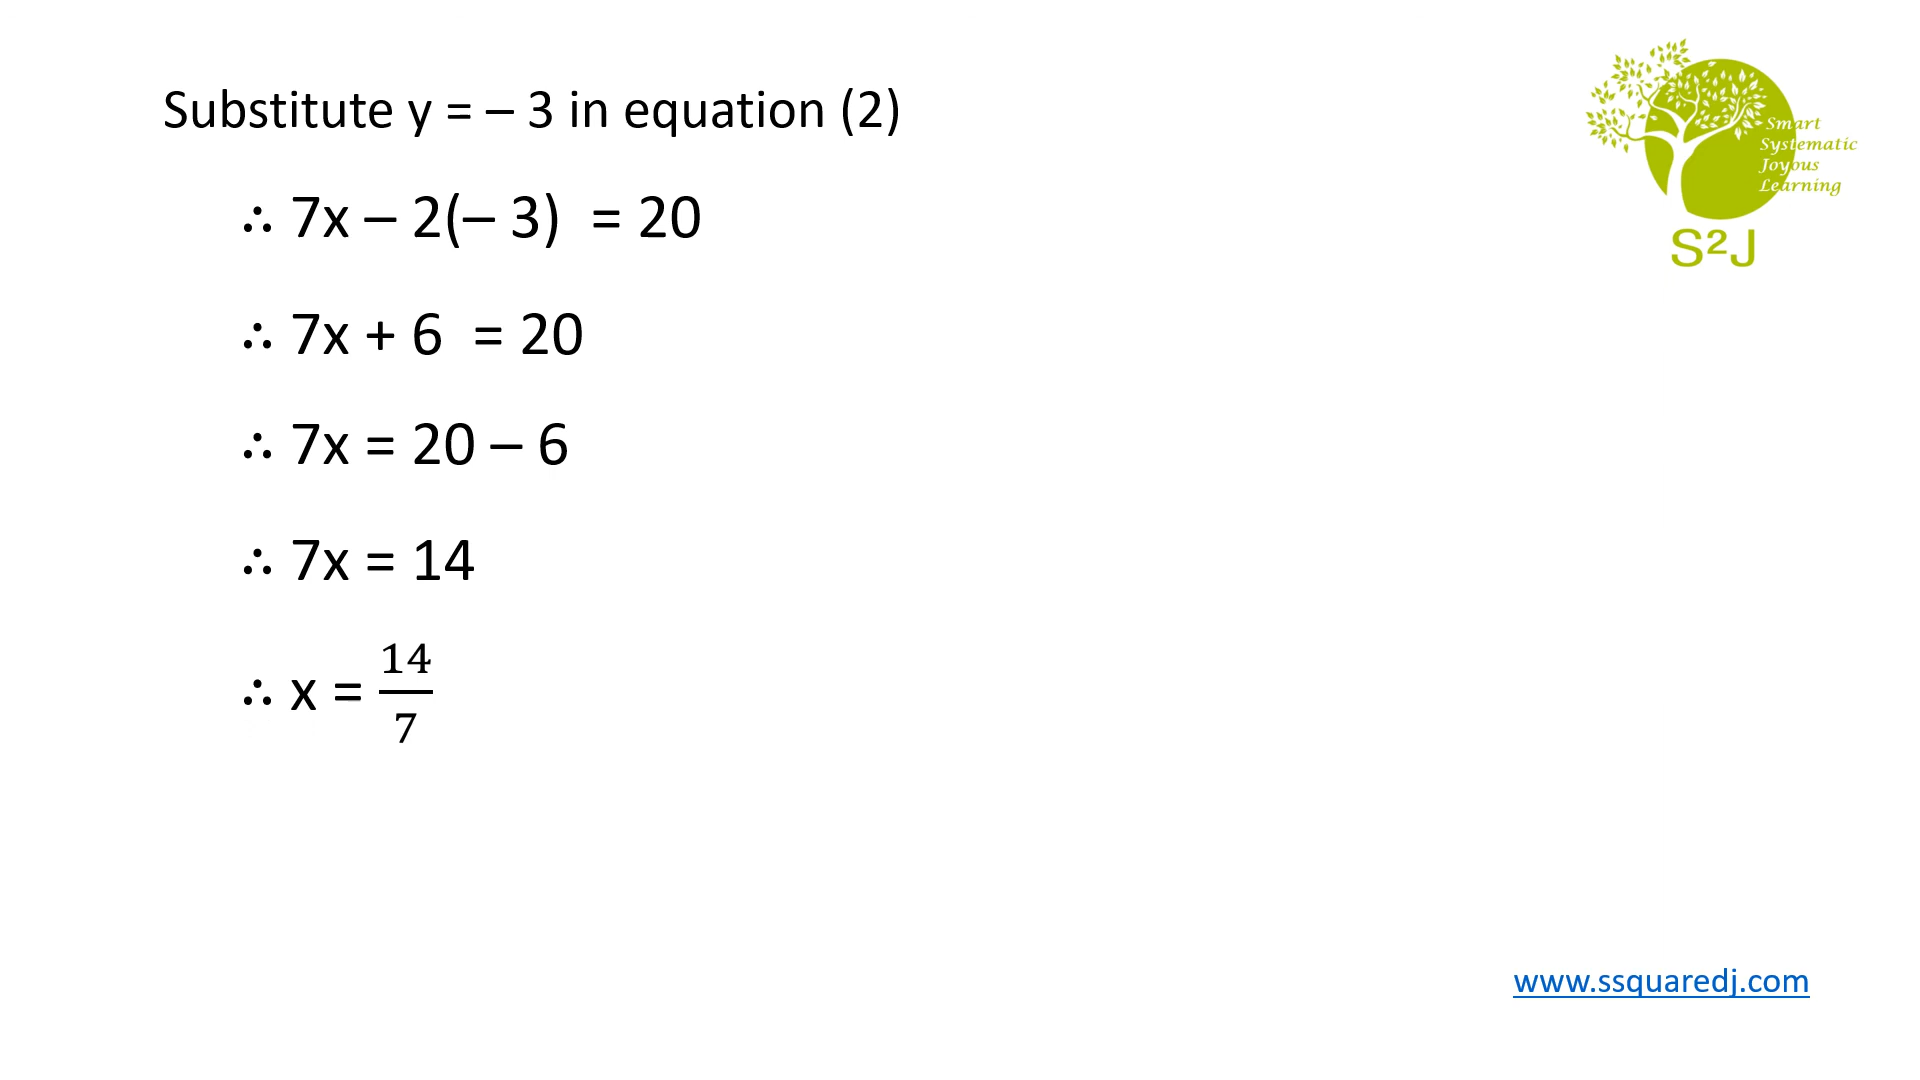 Substitute y = – 3 in equation (2)
∴ 7x – 2(– 3) = 20
∴ 7x + 6 = 20
∴ 7x = 20 – 6
∴ 7x = 14
∴ x = 14/7
Smart
Systematic
Joyous
Learning
S²J
www.ssquaredj.com